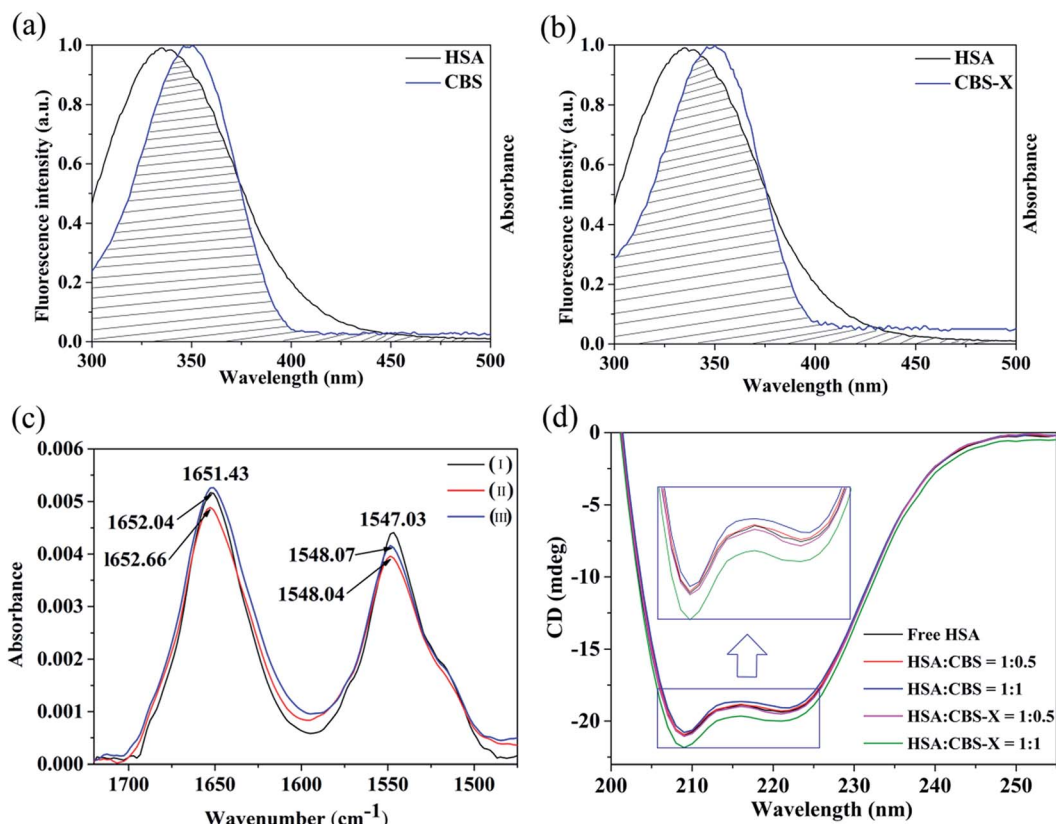 (a)
HSA
CBS
Fluorescence intensity (a.u.)
1.0
0.8
0.6
0.4
0.2
0.0
Absorbance
300 350 400 450 500
Wavelength (nm)
(b)
HSA
CBS-X
Fluorescence intensity (a.u.)
1.0
0.8
0.6
0.4
0.2
0.0
Absorbance
300 350 400 450 500
Wavelength (nm)
(c)
0.006
0.005
0.004
0.003
0.002
0.001
0.000
Absorbance
1651.43
1652.04
l652.66
1547.03
1548.07
1548.04
(I)
(II)
(III)
1700 1650 1600 1550 1500
Wavenumber (cm-1)
(d)
0
-5
-10
-15
-20
CD (mdeg)
Free HSA
HSA:CBS = 1:0.5
HSA:CBS = 1:1
HSA:CBS-X = 1:0.5
HSA:CBS-X = 1:1
200 210 220 230 240 250
Wavelength (nm)